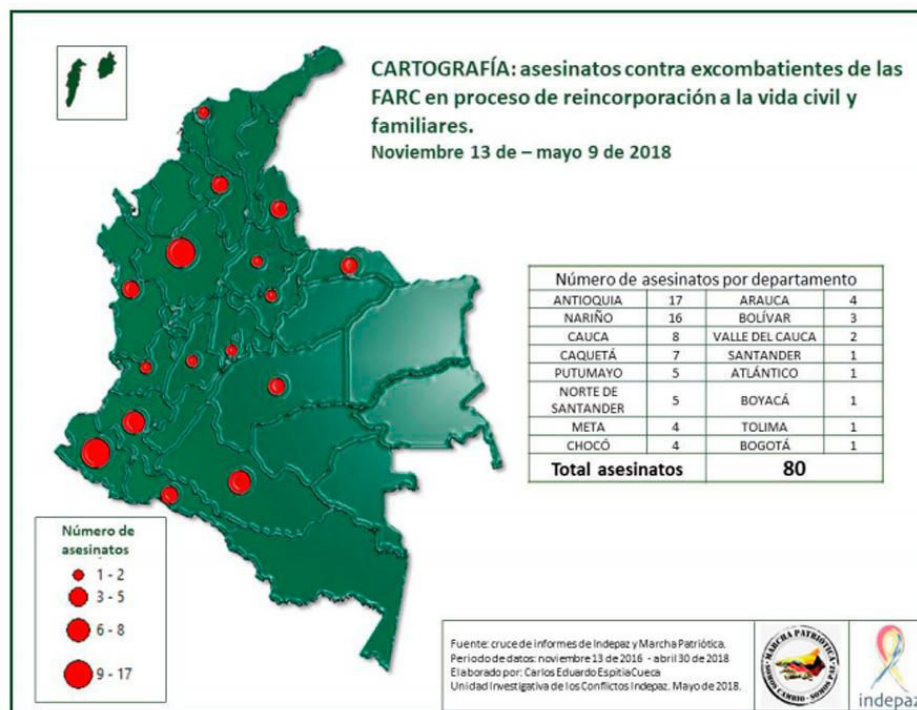 CARTOGRAFÍA: asesinatos contra excombatientes de las
FARC en proceso de reincorporación a la vida civil y
familiares.
Noviembre 13 de – mayo 9 de 2018
Número de asesinatos por departamento
ANTIOQUIA 17 ARAUCA 4
NARIÑO 16 BOLÍVAR 3
CAUCA 8 VALLE DEL CAUCA 2
CAQUETÁ 7 SANTANDER 1
PUTUMAYO 5 ATLÁNTICO 1
NORTE DE
SANTANDER 5 BOYACÁ 1
META 4 TOLIMA 1
CHOCÓ 4 BOGOTÁ 1
Total asesinatos 80
Número de
asesinatos
1 - 2
3 - 5
6 - 8
9 - 17
Fuente: cruce de informes de Indepaz y Marcha Patriótica.
Periodo de datos: noviembre 13 de 2016 - abril 30 de 2018
Elaborado por: Carlos Eduardo Espitia Cueca
Unidad Investigativa de los Conflictos Indepaz. Mayo de 2018.
MARCHA PATRIÓTICA
SOMOS CAMBIO - SOMOS PAZ
indepaz